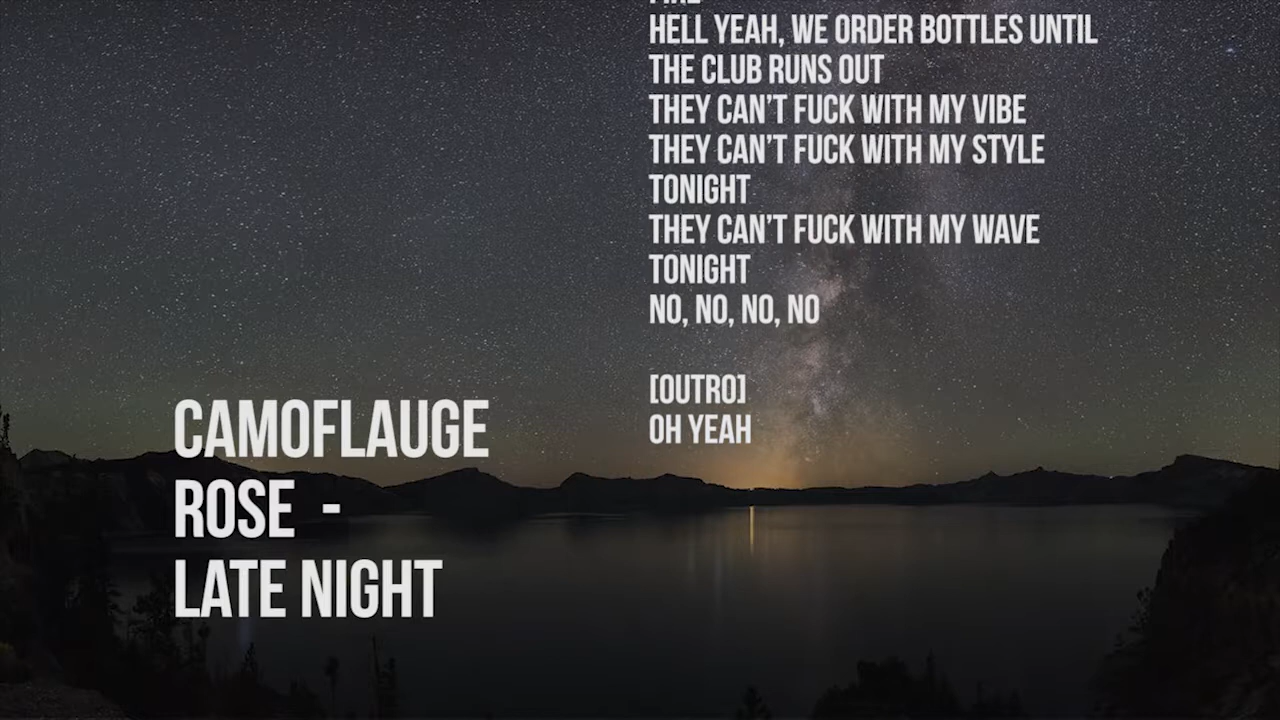 HELL YEAH, WE ORDER BOTTLES UNTIL
THE CLUB RUNS OUT
THEY CAN'T FUCK WITH MY VIBE
THEY CAN'T FUCK WITH MY STYLE
TONIGHT
THEY CAN'T FUCK WITH MY WAVE
TONIGHT
NO, NO, NO, NO
[OUTRO]
OH YEAH
CAMOFLAUGE
ROSE -
LATE NIGHT